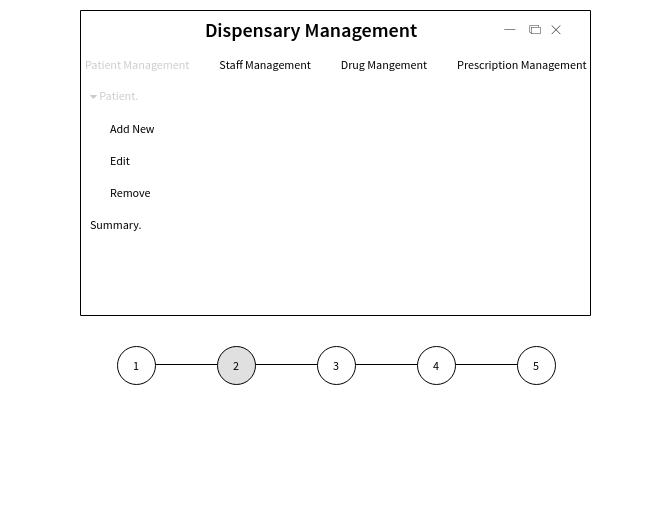 Dispensary Management
Patient Management Staff Management Drug Mangement Prescription Management
Patient.
Add New
Edit
Remove
Summary.
1 2 3 4 5